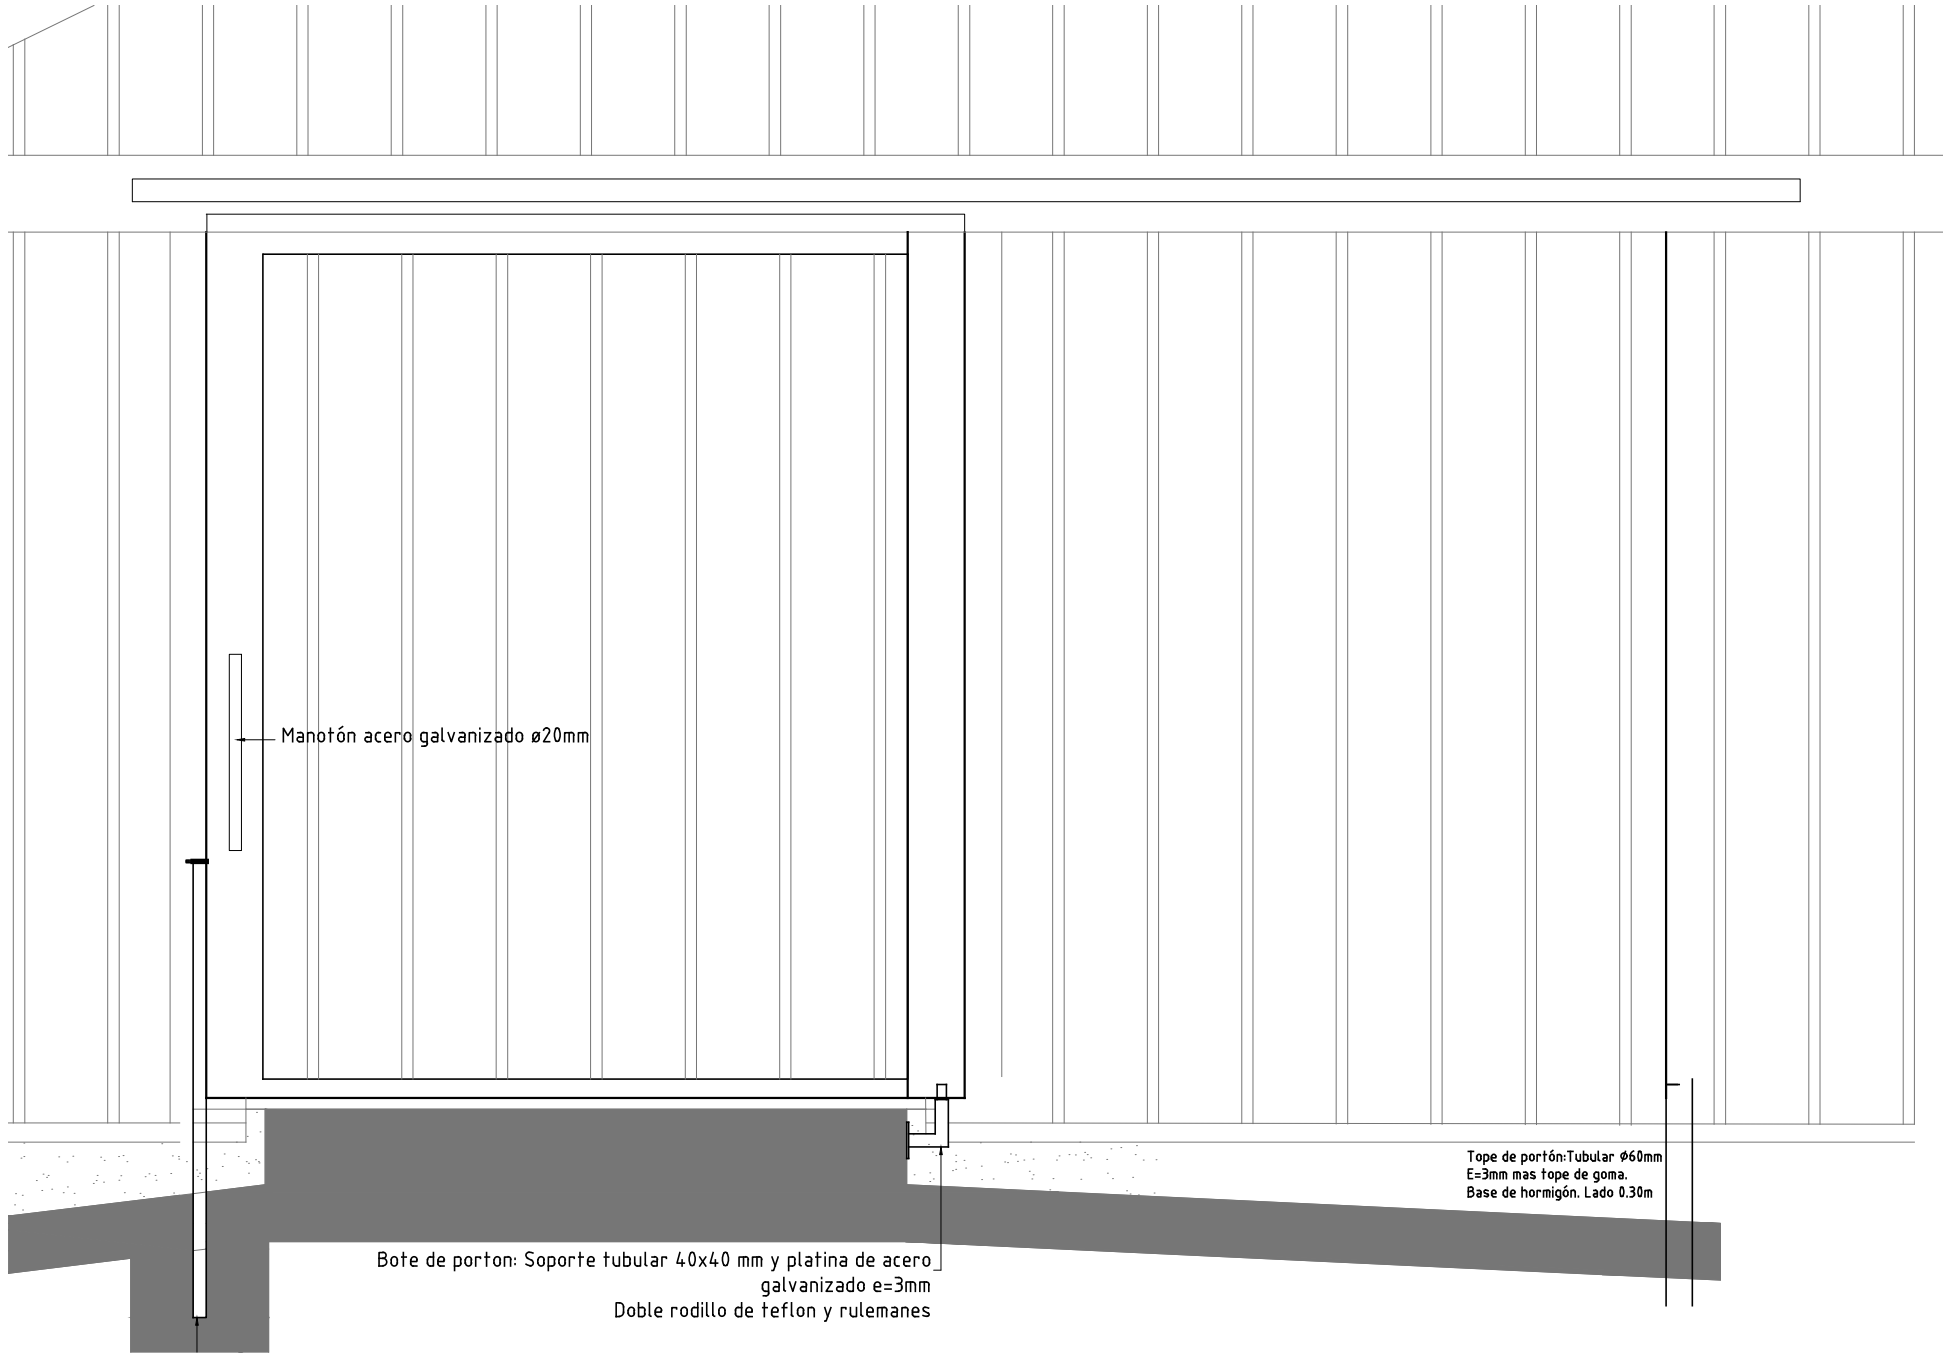 Manotón acero galvanizado ø20mm
Tope de portón:Tubular Ø60mm
E=3mm mas tope de goma.
Base de hormigón. Lado 0.30m
Bote de porton: Soporte tubular 40x40 mm y platina de acero
galvanizado e=3mm
Doble rodillo de teflon y rulemanes